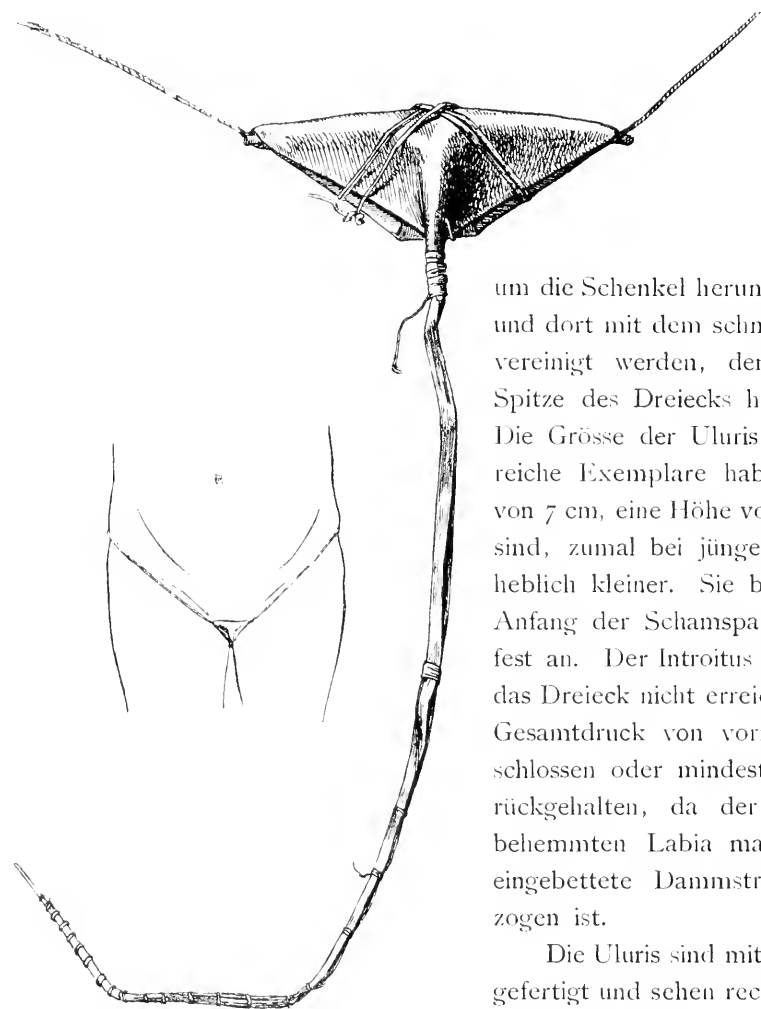 um die Schenkel herun
und dort mit dem schn
vereinigt werden, der
Spitze des Dreiecks h
Die Grösse der Uluris
reiche Exemplare hab
von 7 cm, eine Höhe vo
sind, zumal bei jünge
heblich kleiner. Sie b
Anfang der Schamspa
fest an. Der Introitus
das Dreieck nicht erreic
Gesamtdruck von vor
schlossen oder mindest
rückgehalten, da der
behemmten Labia ma
eingebettete Dammstr
zogen ist.
Die Uluris sind mit
gefertigt und sehen rec